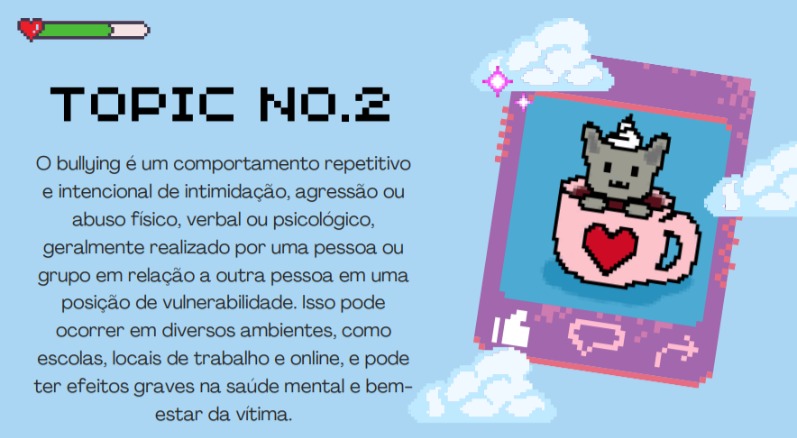 TOPIC NO.2
O bullying é um comportamento repetitivo
e intencional de intimidação, agressão ou
abuso físico, verbal ou psicológico,
geralmente realizado por uma pessoa ou
grupo em relação a outra pessoa em uma
posição de vulnerabilidade. Isso pode
ocorrer em diversos ambientes, como
escolas, locais de trabalho e online, e pode
ter efeitos graves na saúde mental e bem-
estar da vítima.